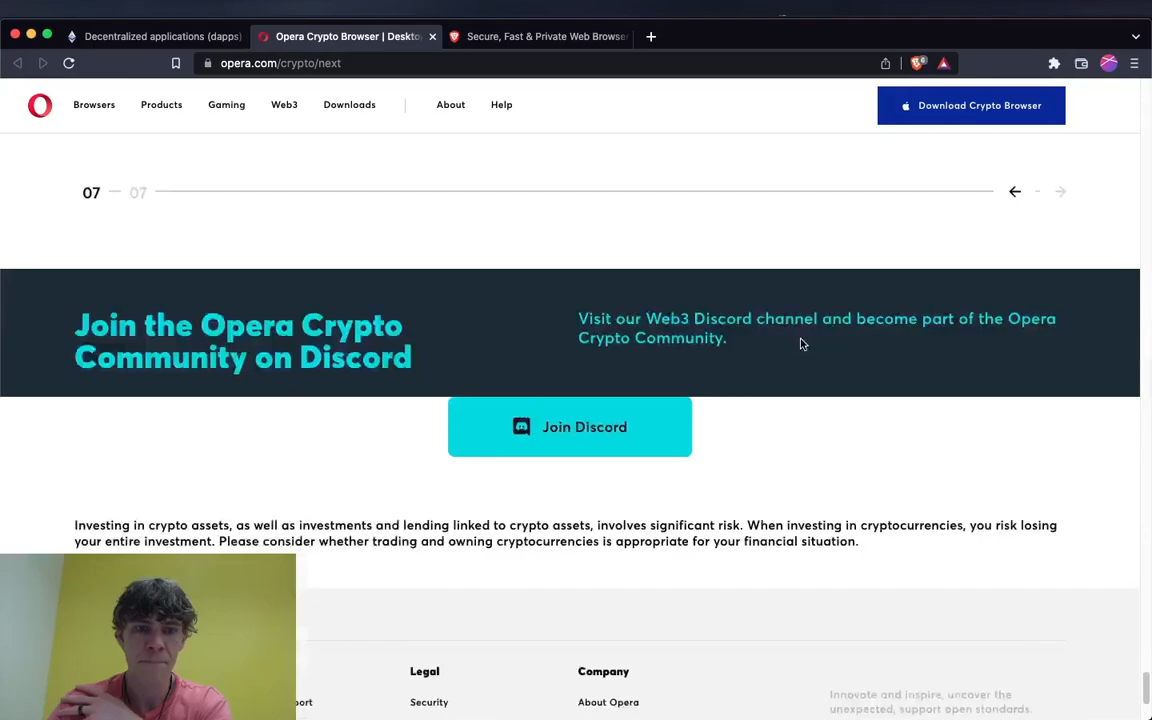 Decentralized applications (dapps)
Opera Crypto Browser | Deskto
Secure, Fast & Private Web Browser
opera.com/crypto/next
6
Browsers
Products
Gaming
Web3
Downloads
About
Help
Download Crypto Browser
07 — 07
Join the Opera Crypto
Community on Discord
Visit our Web3 Discord channel and become part of the Opera
Crypto Community.
Join Discord
Investing in crypto assets, as well as investments and lending linked to crypto assets, involves significant risk. When investing in cryptocurrencies, you risk losing
your entire investment. Please consider whether trading and owning cryptocurrencies is appropriate for your financial situation.
Legal
Company
port
Security
About Opera
Innovate and inspire, uncover the
unexpected, support open standards.